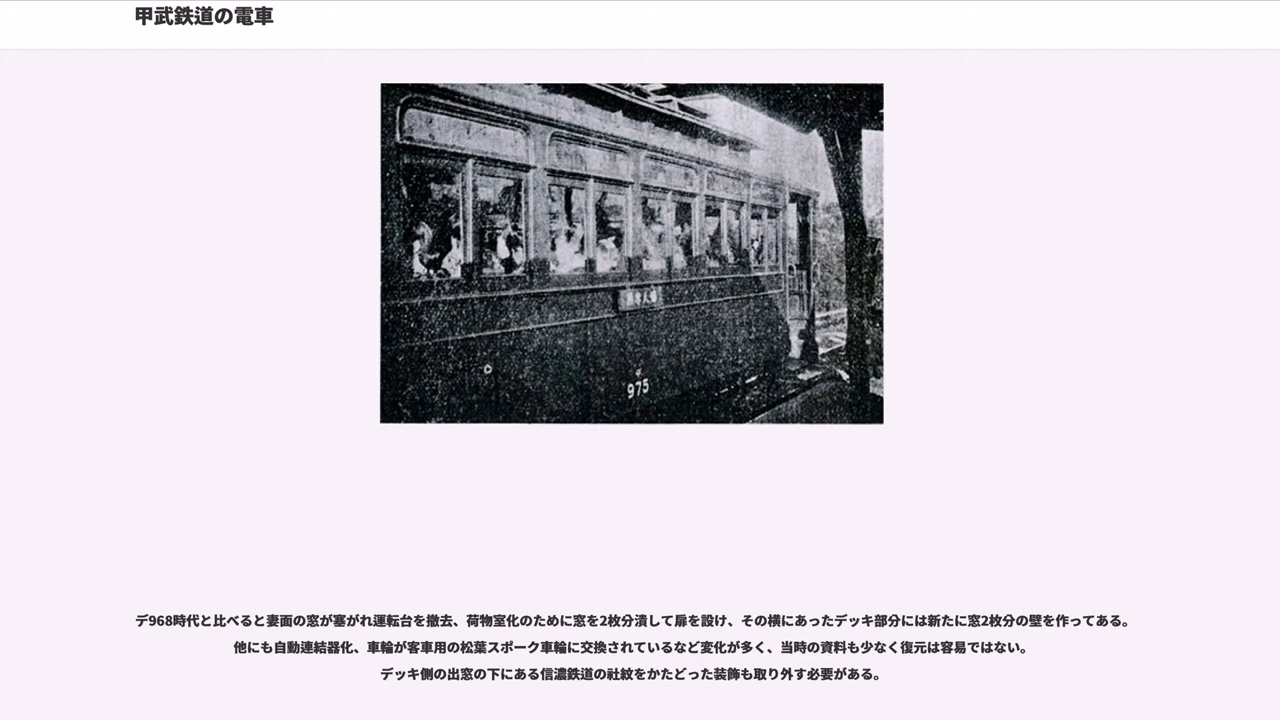 甲武鉄道の電車
婦人専用
デ
975
デ968時代と比べると妻面の窓が塞がれ運転台を撤去、荷物室化のために窓を2枚分潰して扉を設け、その横にあったデッキ部分には新たに窓2枚分の壁を作ってある。
他にも自動連結器化、車輪が客車用の松葉スポーク車輪に交換されているなど変化が多く、当時の資料も少なく復元は容易ではない。
デッキ側の出窓の下にある信濃鉄道の社紋をかたどった装飾も取り外す必要がある。